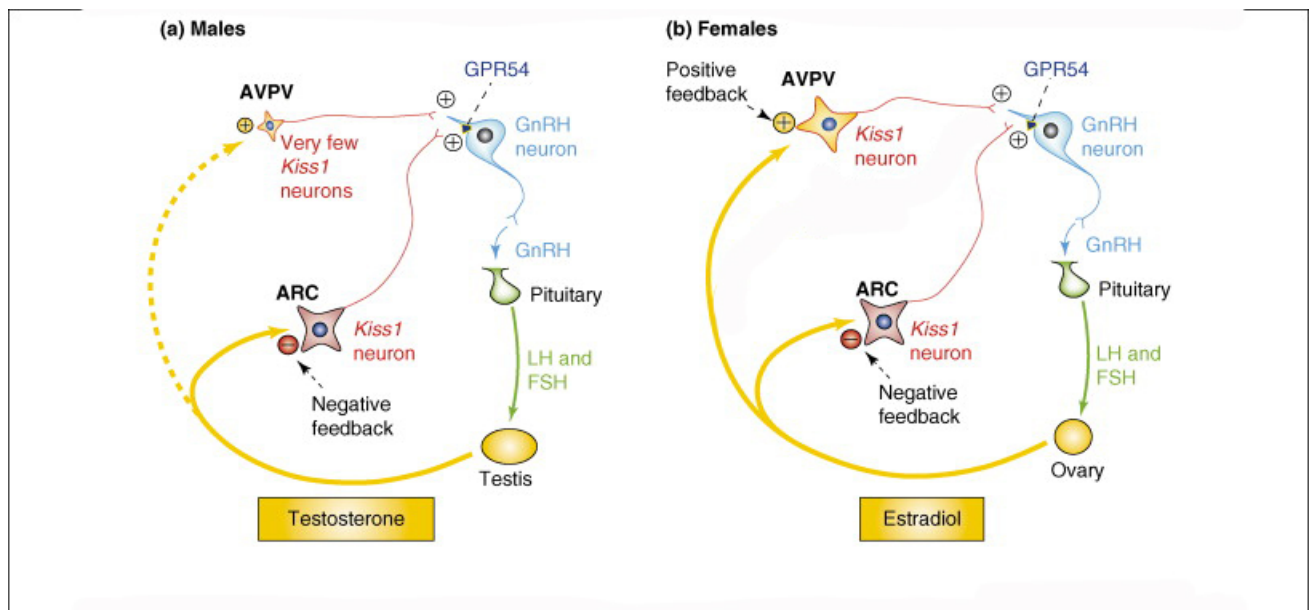 (a) Males
GPR54
AVPV
GnRH
neuron
Very few
Kiss1
neurons
GnRH
ARC
Pituitary
Kiss1
neuron
LH and
FSH
Negative
feedback
Testis
Testosterone
(b) Females
Positive
feedback
AVPV
GPR54
GnRH
neuron
Kiss1
neuron
GnRH
ARC
Pituitary
Kiss1
neuron
LH and
FSH
Negative
feedback
Ovary
Estradiol